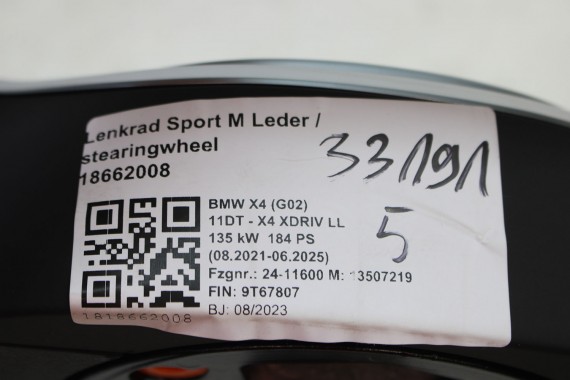 Lenkrad Sport M Leder /
stearingwheel
18662008
33191
5
BMW X4 (G02)
11DT - X4 XDRIV LL
135 kW 184 PS
(08.2021-06.2025)
Fzgnr.: 24-11600 M: 13507219
FIN: 9T67807
BJ: 08/2023
1818662008